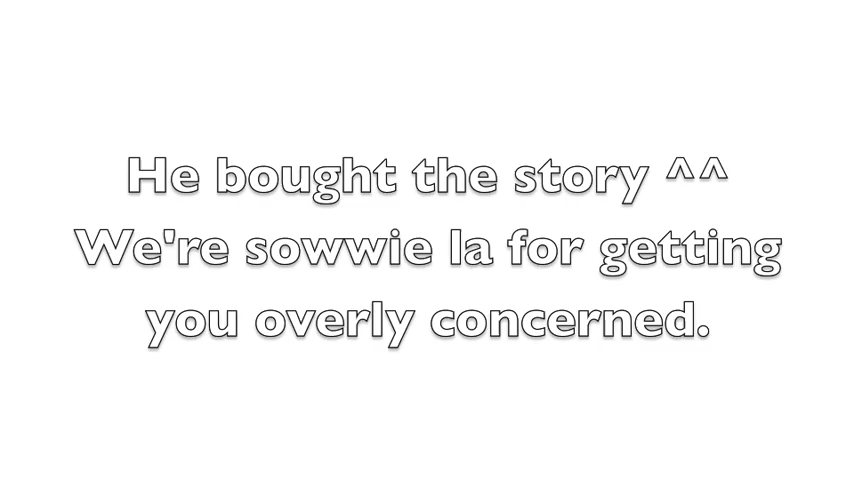 He bought the story ^^
We're sowwie la for getting
you overly concerned.